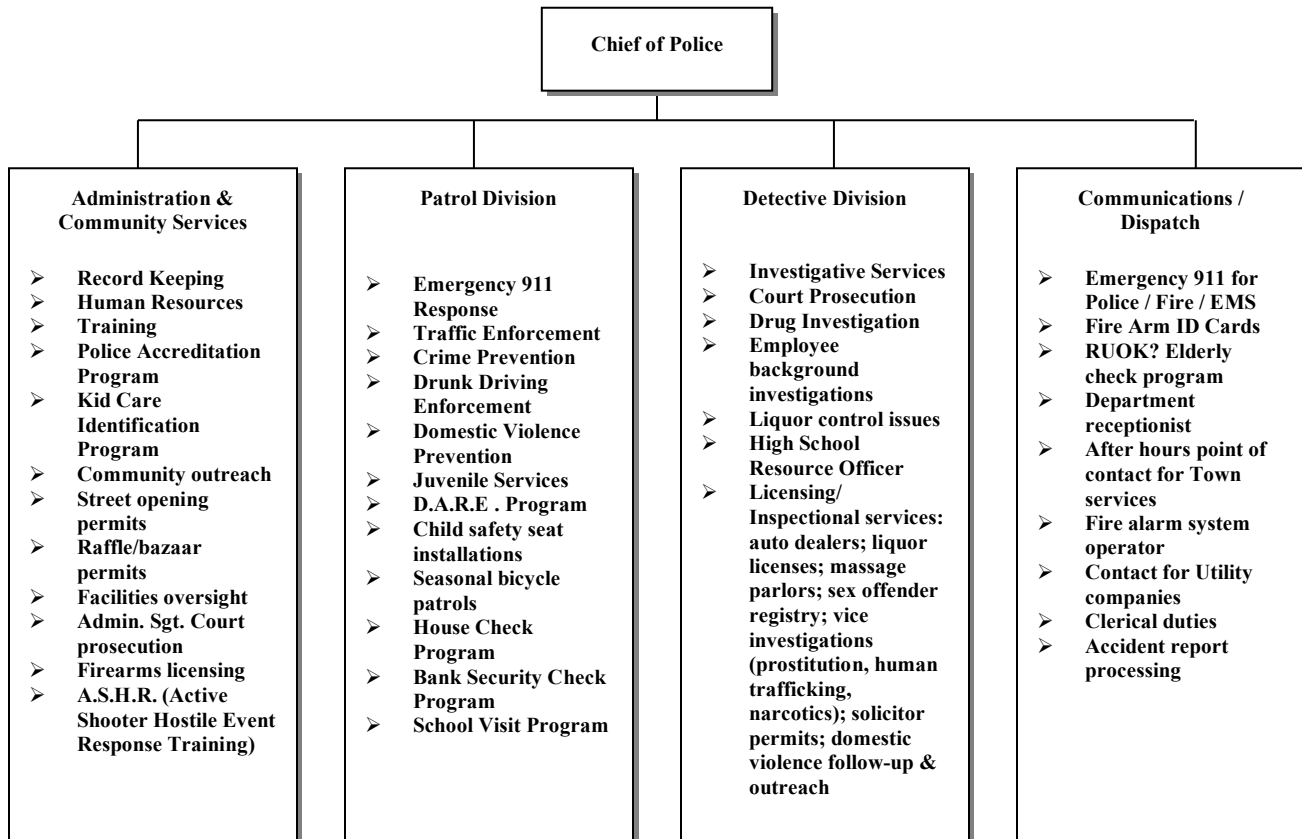 Chief of Police
Administration &
Community Services
➢ Record Keeping
➢ Human Resources
➢ Training
➢ Police Accreditation
Program
➢ Kid Care
Identification
Program
➢ Community outreach
➢ Street opening
permits
➢ Raffle/bazaar
permits
➢ Facilities oversight
➢ Admin. Sgt. Court
prosecution
➢ Firearms licensing
➢ A.S.H.R. (Active
Shooter Hostile Event
Response Training)
Patrol Division
➢ Emergency 911
Response
➢ Traffic Enforcement
➢ Crime Prevention
➢ Drunk Driving
Enforcement
➢ Domestic Violence
Prevention
➢ Juvenile Services
➢ D.A.R.E . Program
➢ Child safety seat
installations
➢ Seasonal bicycle
patrols
➢ House Check
Program
➢ Bank Security Check
Program
➢ School Visit Program
Detective Division
➢ Investigative Services
➢ Court Prosecution
➢ Drug Investigation
➢ Employee
background
investigations
➢ Liquor control issues
➢ High School
Resource Officer
➢ Licensing/
Inspectional services:
auto dealers; liquor
licenses; massage
parlors; sex offender
registry; vice
investigations
(prostitution, human
trafficking,
narcotics); solicitor
permits; domestic
violence follow-up &
outreach
Communications /
Dispatch
➢ Emergency 911 for
Police / Fire / EMS
➢ Fire Arm ID Cards
➢ RUOK? Elderly
check program
➢ Department
receptionist
➢ After hours point of
contact for Town
services
➢ Fire alarm system
operator
➢ Contact for Utility
companies
➢ Clerical duties
➢ Accident report
processing